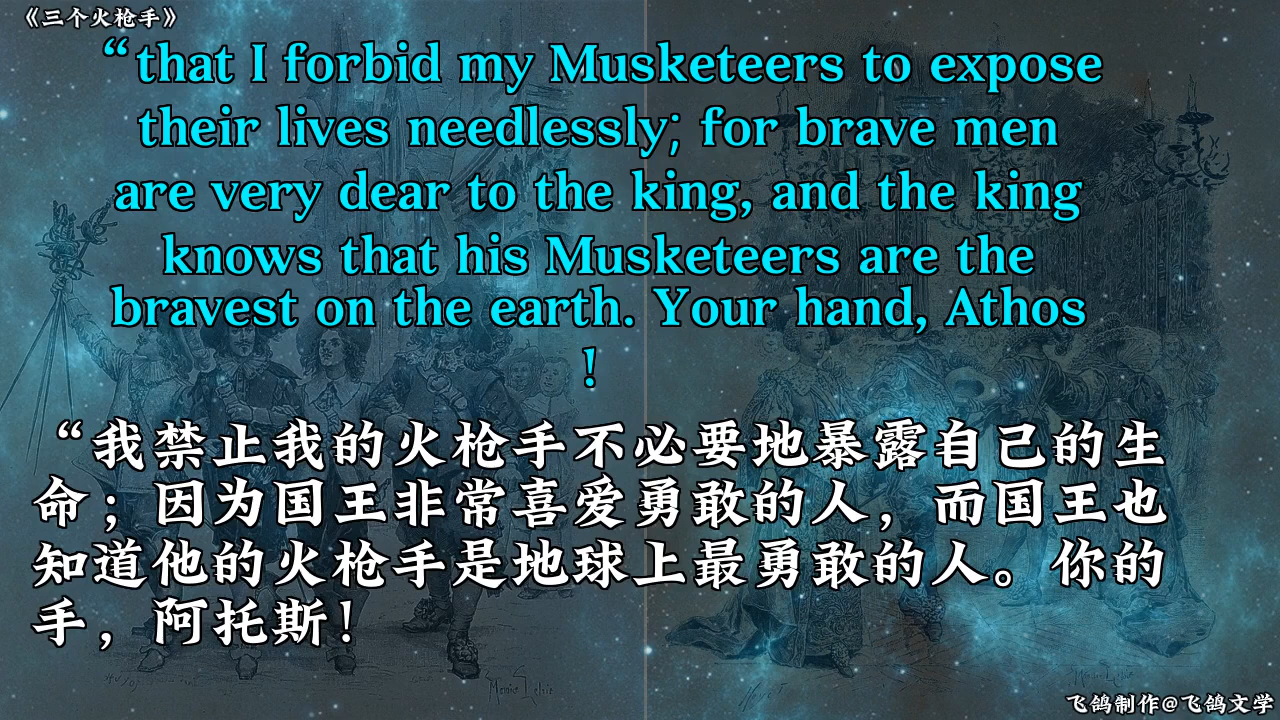 《三个火枪手》
“that I forbid my Musketeers to expose
their lives needlessly; for brave men
are very dear to the king, and the king
knows that his Musketeers are the
bravest on the earth. Your hand, Athos
!
“我禁止我的火枪手不必要地暴露自己的生
命；因为国王非常喜爱勇敢的人，而国王也
知道他的火枪手是地球上最勇敢的人。你的
手，阿托斯！
飞鸽制作@飞鸽文学